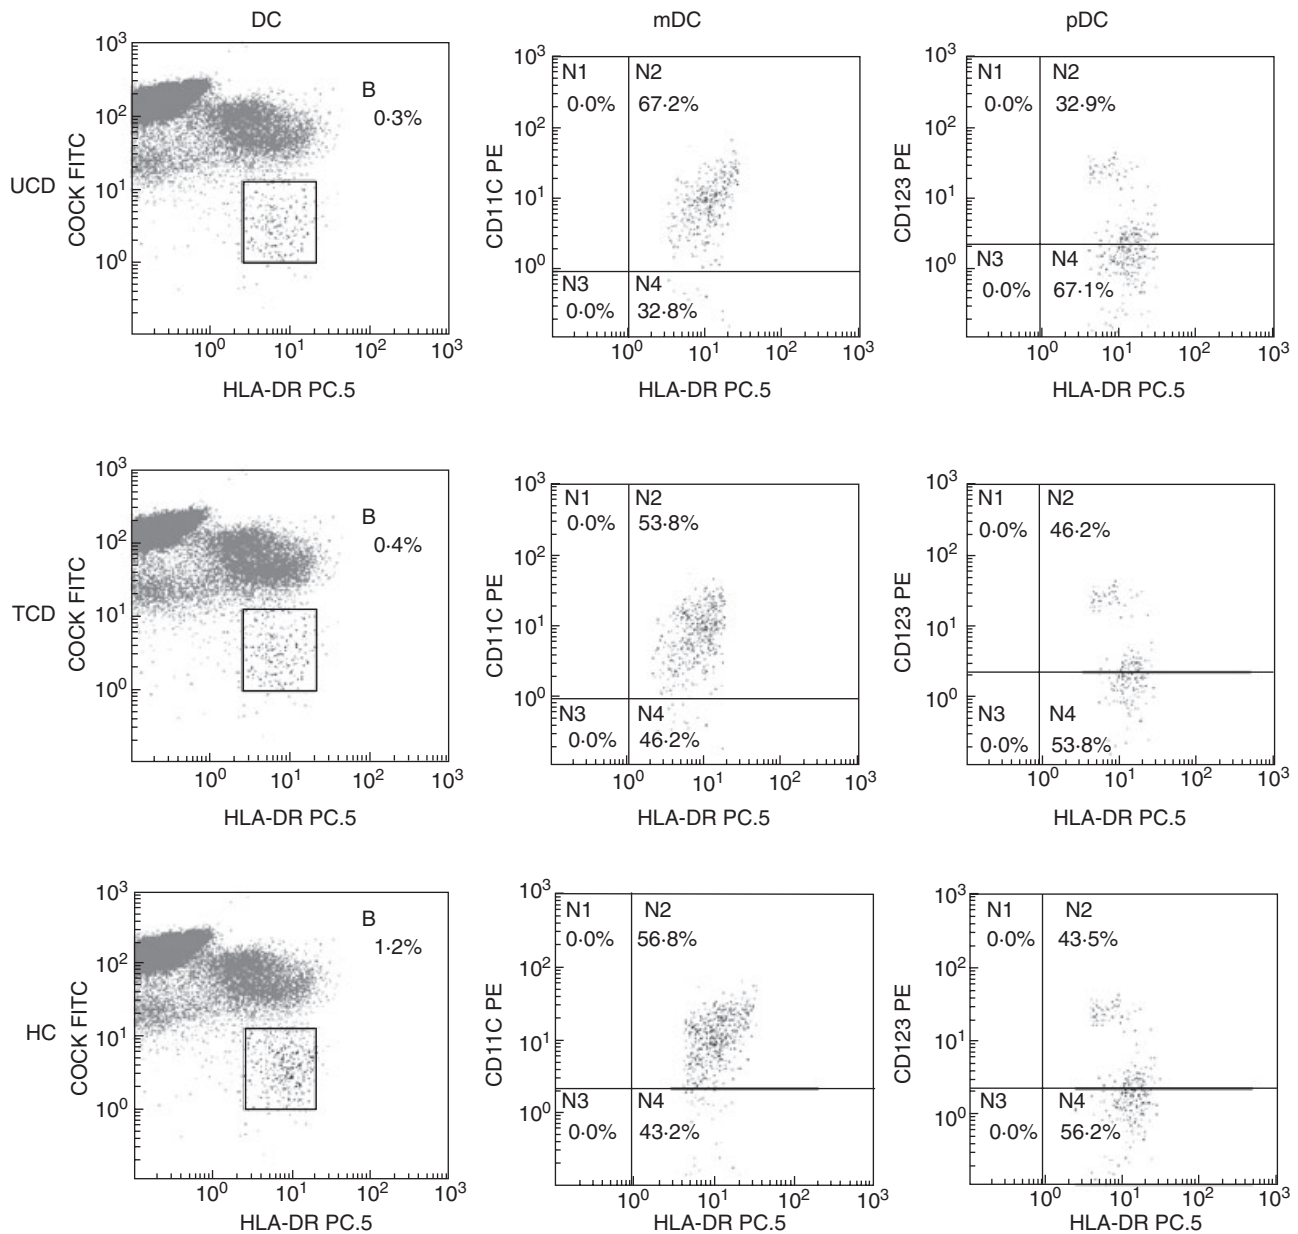 DC
mDC
pDC
UCD
10³
10²
10¹
10⁰
COCK FITC
B
0·3%
10⁰ 10¹ 10² 10³
HLA-DR PC.5
10³
10²
10¹
10⁰
CD11C PE
N1 N2
0·0% 67·2%
N3 N4
0·0% 32·8%
10⁰ 10¹ 10² 10³
HLA-DR PC.5
10³
10²
10¹
10⁰
CD123 PE
N1 N2
0·0% 32·9%
N3 N4
0·0% 67·1%
10⁰ 10¹ 10² 10³
HLA-DR PC.5
TCD
10³
10²
10¹
10⁰
COCK FITC
B
0·4%
10⁰ 10¹ 10² 10³
HLA-DR PC.5
10³
10²
10¹
10⁰
CD11C PE
N1 N2
0·0% 53·8%
N3 N4
0·0% 46·2%
10⁰ 10¹ 10² 10³
HLA-DR PC.5
10³
10²
10¹
10⁰
CD123 PE
N1 N2
0·0% 46·2%
N3 N4
0·0% 53·8%
10⁰ 10¹ 10² 10³
HLA-DR PC.5
HC
10³
10²
10¹
10⁰
COCK FITC
B
1·2%
10⁰ 10¹ 10² 10³
HLA-DR PC.5
10³
10²
10¹
10⁰
CD11C PE
N1 N2
0·0% 56·8%
N3 N4
0·0% 43·2%
10⁰ 10¹ 10² 10³
HLA-DR PC.5
10³
10²
10¹
10⁰
CD123 PE
N1 N2
0·0% 43·5%
N3 N4
0·0% 56·2%
10⁰ 10¹ 10² 10³
HLA-DR PC.5